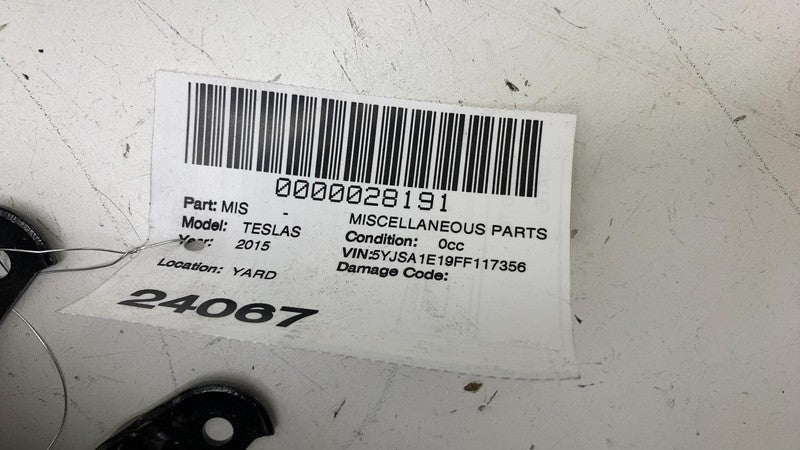 0000028191
Part: MIS - MISCELLANEOUS PARTS
Model: TESLAS Condition: 0cc
Year: 2015 VIN:5YJSA1E19FF117356
Location: YARD Damage Code:
24067